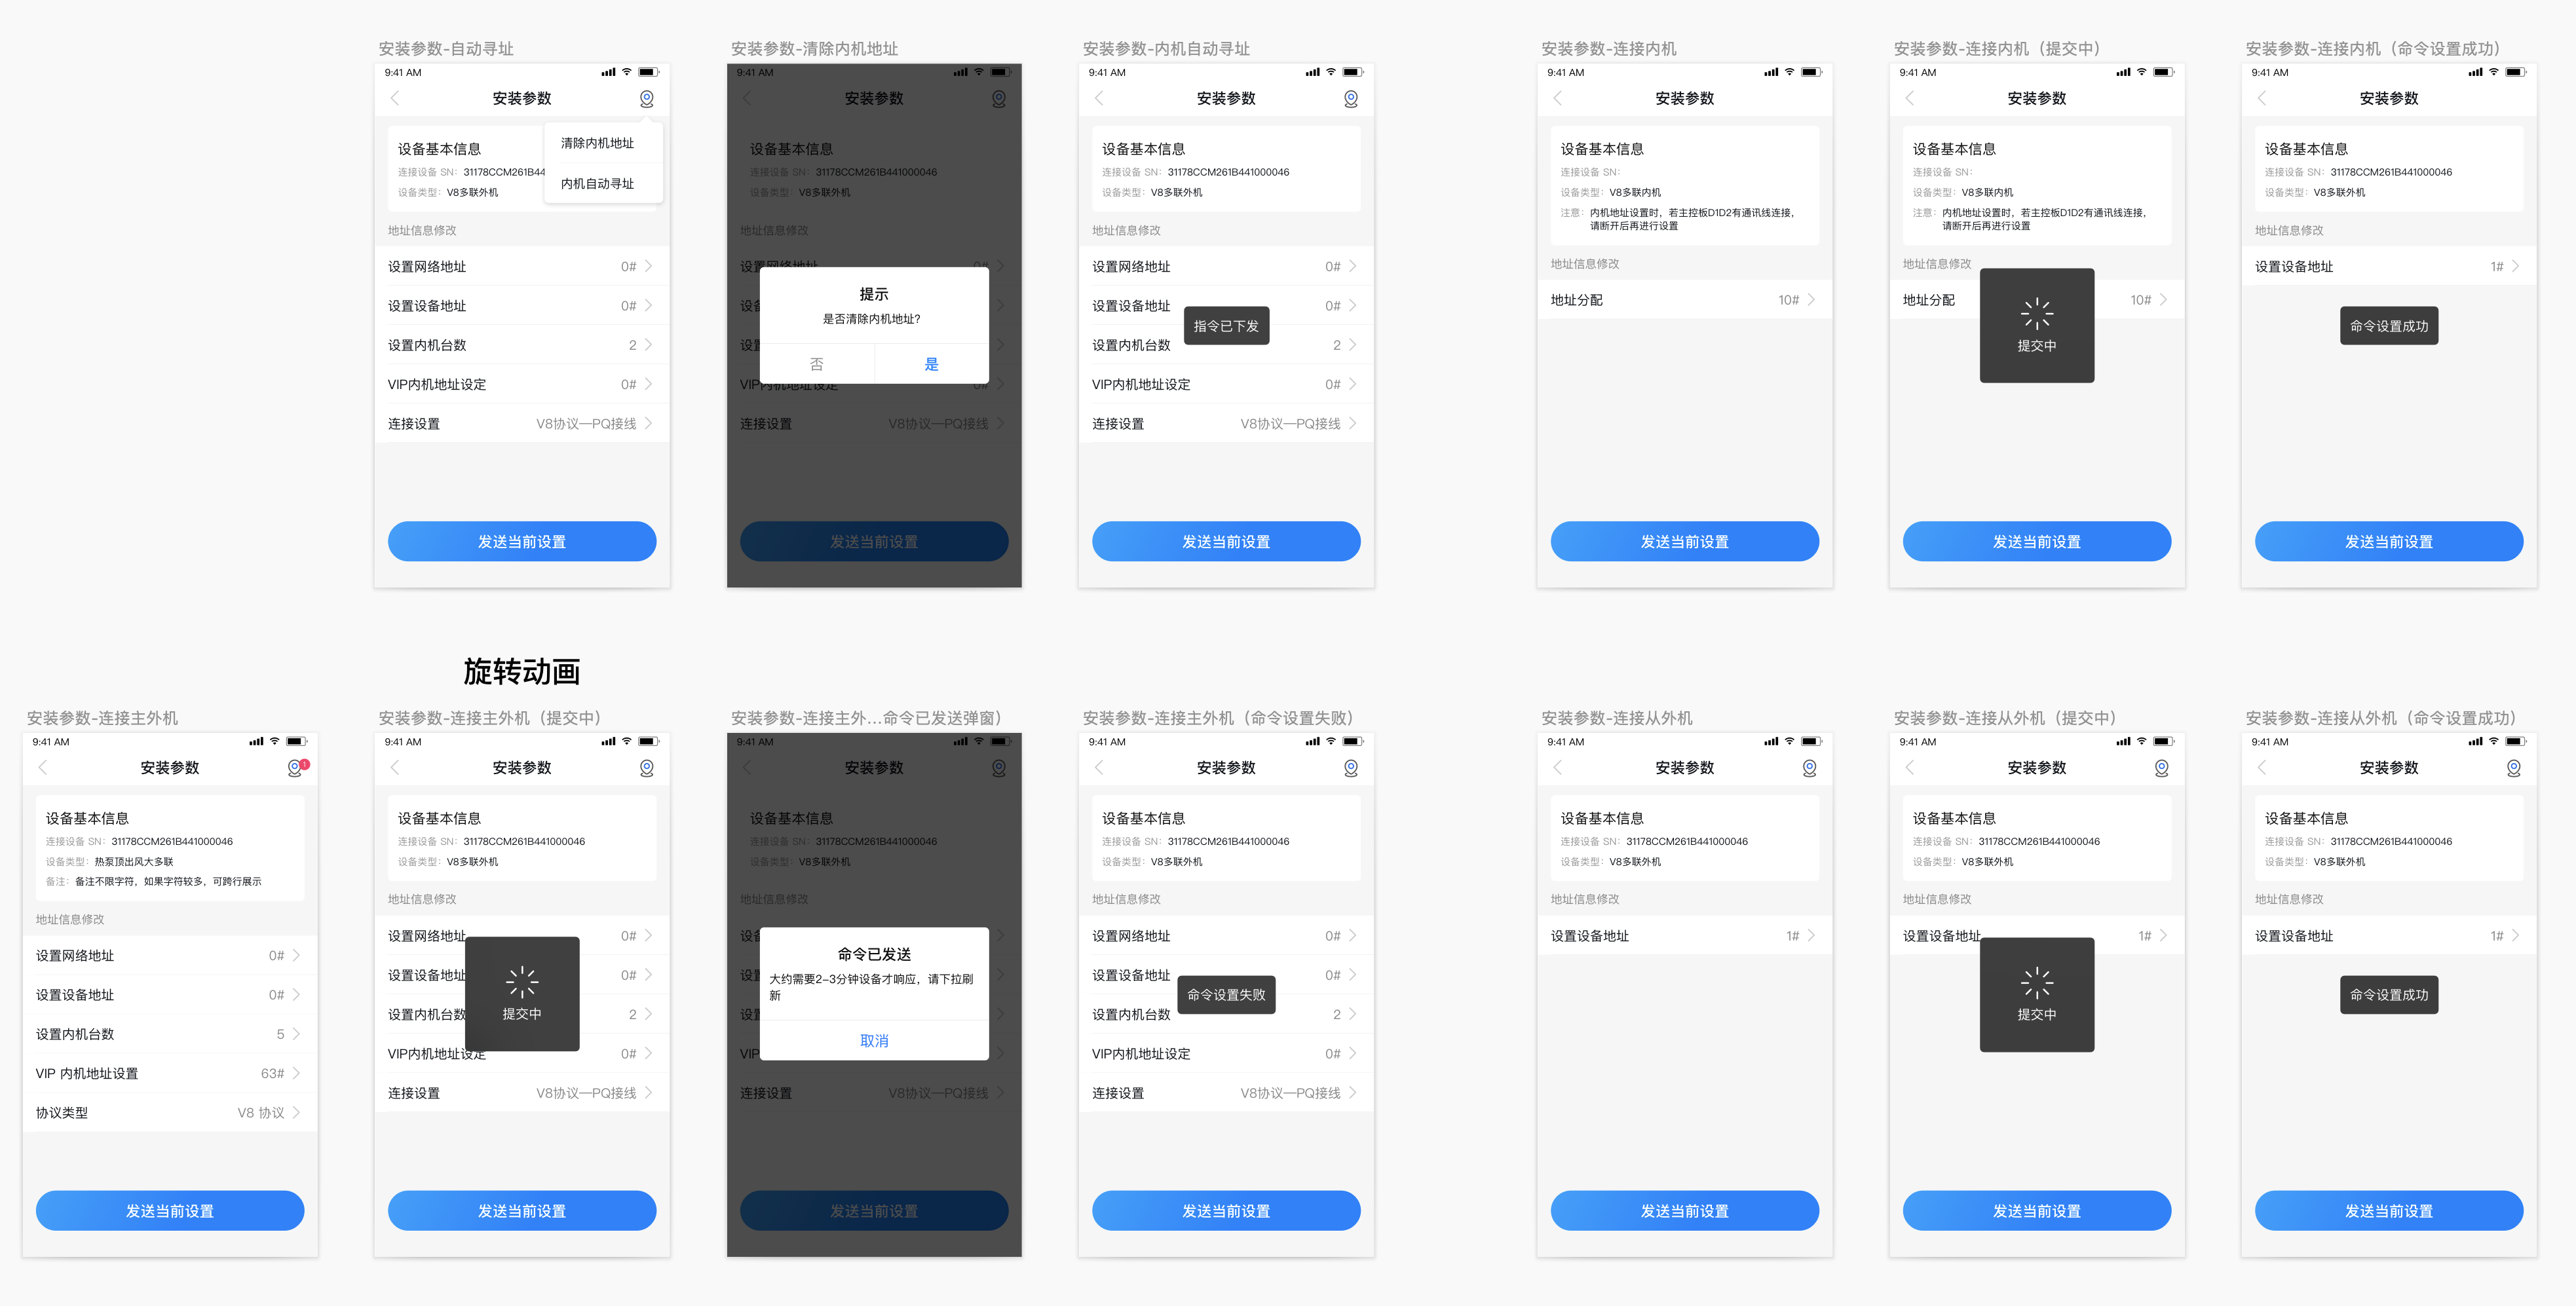 安装参数-自动寻址
9:41 AM
安装参数
清除内机地址
内机自动寻址
设备基本信息
连接设备 SN: 31178CCM261B44
设备类型: V8多联外机
地址信息修改
设置网络地址 0#
设置设备地址 0#
设置内机台数 2
VIP内机地址设定 0#
连接设置 V8协议—PQ接线
发送当前设置
安装参数-清除内机地址
9:41 AM
安装参数
设备基本信息
连接设备 SN: 31178CCM261B441000046
设备类型: V8多联外机
地址信息修改
设置网络地址 0#
提示
是否清除内机地址?
否 是
VIP内机地址设定 0#
连接设置 V8协议—PQ接线
发送当前设置
安装参数-内机自动寻址
9:41 AM
安装参数
设备基本信息
连接设备 SN: 31178CCM261B441000046
设备类型: V8多联外机
地址信息修改
设置网络地址 0#
设置设备地址 0#
指令已下发
设置内机台数 2
VIP内机地址设定 0#
连接设置 V8协议—PQ接线
发送当前设置
安装参数-连接内机
9:41 AM
安装参数
设备基本信息
连接设备 SN:
设备类型: V8多联内机
注意: 内机地址设置时，若主控板D1D2有通讯线连接，
请断开后再进行设置
地址信息修改
地址分配 10#
发送当前设置
安装参数-连接内机（提交中）
9:41 AM
安装参数
设备基本信息
连接设备 SN:
设备类型: V8多联内机
注意: 内机地址设置时，若主控板D1D2有通讯线连接，
请断开后再进行设置
地址信息修改
地址分配 10#
提交中
发送当前设置
安装参数-连接内机（命令设置成功）
9:41 AM
安装参数
设备基本信息
连接设备 SN: 31178CCM261B441000046
设备类型: V8多联外机
地址信息修改
设置设备地址 1#
命令设置成功
发送当前设置
旋转动画
安装参数-连接主外机
9:41 AM
安装参数
1
设备基本信息
连接设备 SN: 31178CCM261B441000046
设备类型: 热泵顶出风大多联
备注: 备注不限字符，如果字符较多，可跨行展示
地址信息修改
设置网络地址 0#
设置设备地址 0#
设置内机台数 5
VIP 内机地址设置 63#
协议类型 V8 协议
发送当前设置
安装参数-连接主外机（提交中）
9:41 AM
安装参数
设备基本信息
连接设备 SN: 31178CCM261B441000046
设备类型: V8多联外机
地址信息修改
设置网络地址 0#
设置设备地址 0#
设置内机台数 2
提交中
VIP内机地址设定 0#
连接设置 V8协议—PQ接线
发送当前设置
安装参数-连接主外...命令已发送弹窗）
9:41 AM
安装参数
设备基本信息
连接设备 SN: 31178CCM261B441000046
设备类型: V8多联外机
地址信息修改
命令已发送
大约需要2-3分钟设备才响应，请下拉刷
新
取消
VIP
连接设置 V8协议—PQ接线
发送当前设置
安装参数-连接主外机（命令设置失败）
9:41 AM
安装参数
设备基本信息
连接设备 SN: 31178CCM261B441000046
设备类型: V8多联外机
地址信息修改
设置网络地址 0#
设置设备地址 0#
命令设置失败
设置内机台数 2
VIP内机地址设定 0#
连接设置 V8协议—PQ接线
发送当前设置
安装参数-连接从外机
9:41 AM
安装参数
设备基本信息
连接设备 SN: 31178CCM261B441000046
设备类型: V8多联外机
地址信息修改
设置设备地址 1#
发送当前设置
安装参数-连接从外机（提交中）
9:41 AM
安装参数
设备基本信息
连接设备 SN: 31178CCM261B441000046
设备类型: V8多联外机
地址信息修改
设置设备地址 1#
提交中
发送当前设置
安装参数-连接从外机（命令设置成功）
9:41 AM
安装参数
设备基本信息
连接设备 SN: 31178CCM261B441000046
设备类型: V8多联外机
地址信息修改
设置设备地址 1#
命令设置成功
发送当前设置